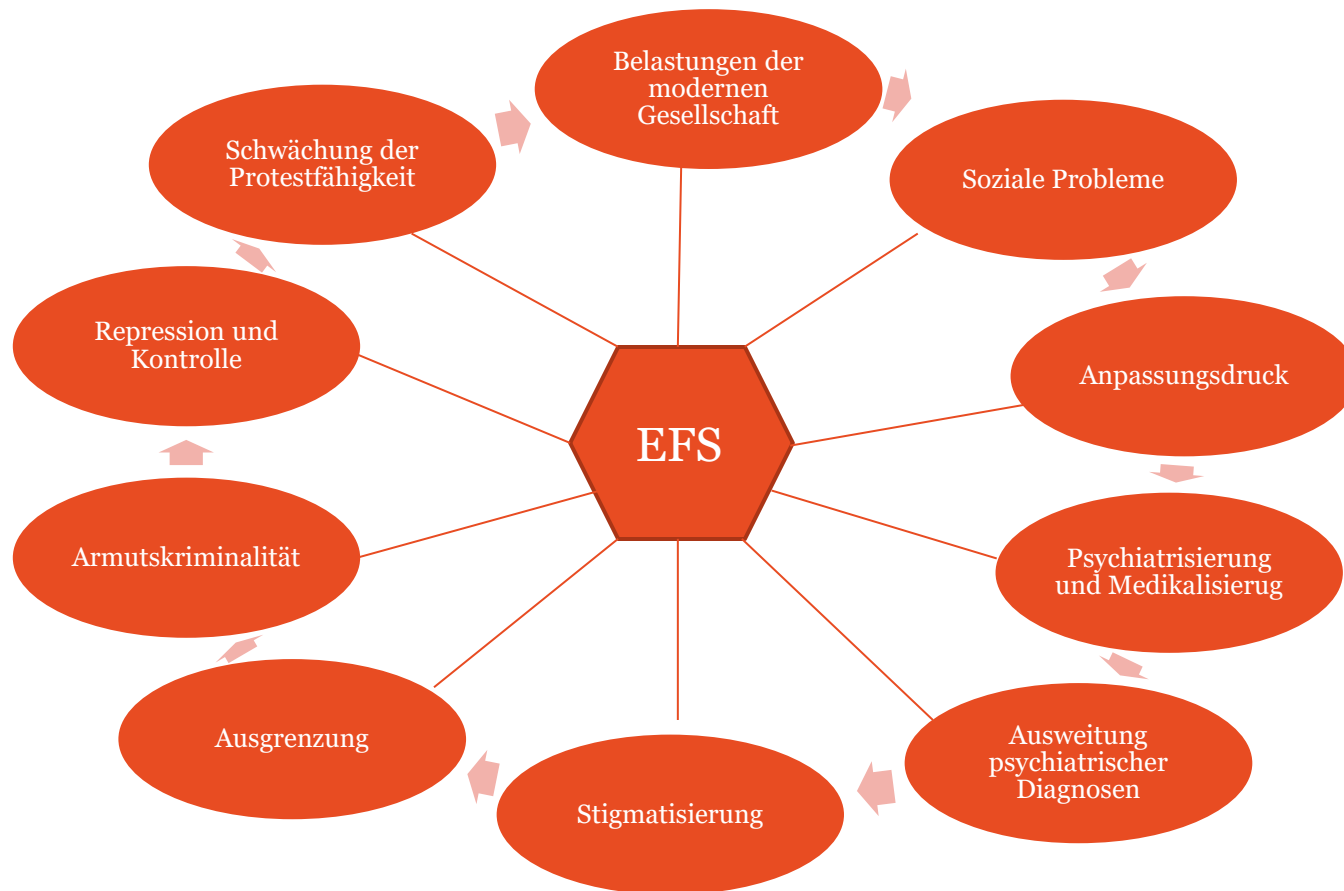 Belastungen der
modernen
Gesellschaft
Soziale Probleme
Anpassungsdruck
Psychiatrisierung
und Medikalisierug
Ausweitung
psychiatrischer
Diagnosen
Stigmatisierung
Ausgrenzung
Armutskriminalität
Repression und
Kontrolle
Schwächung der
Protestfähigkeit
EFS